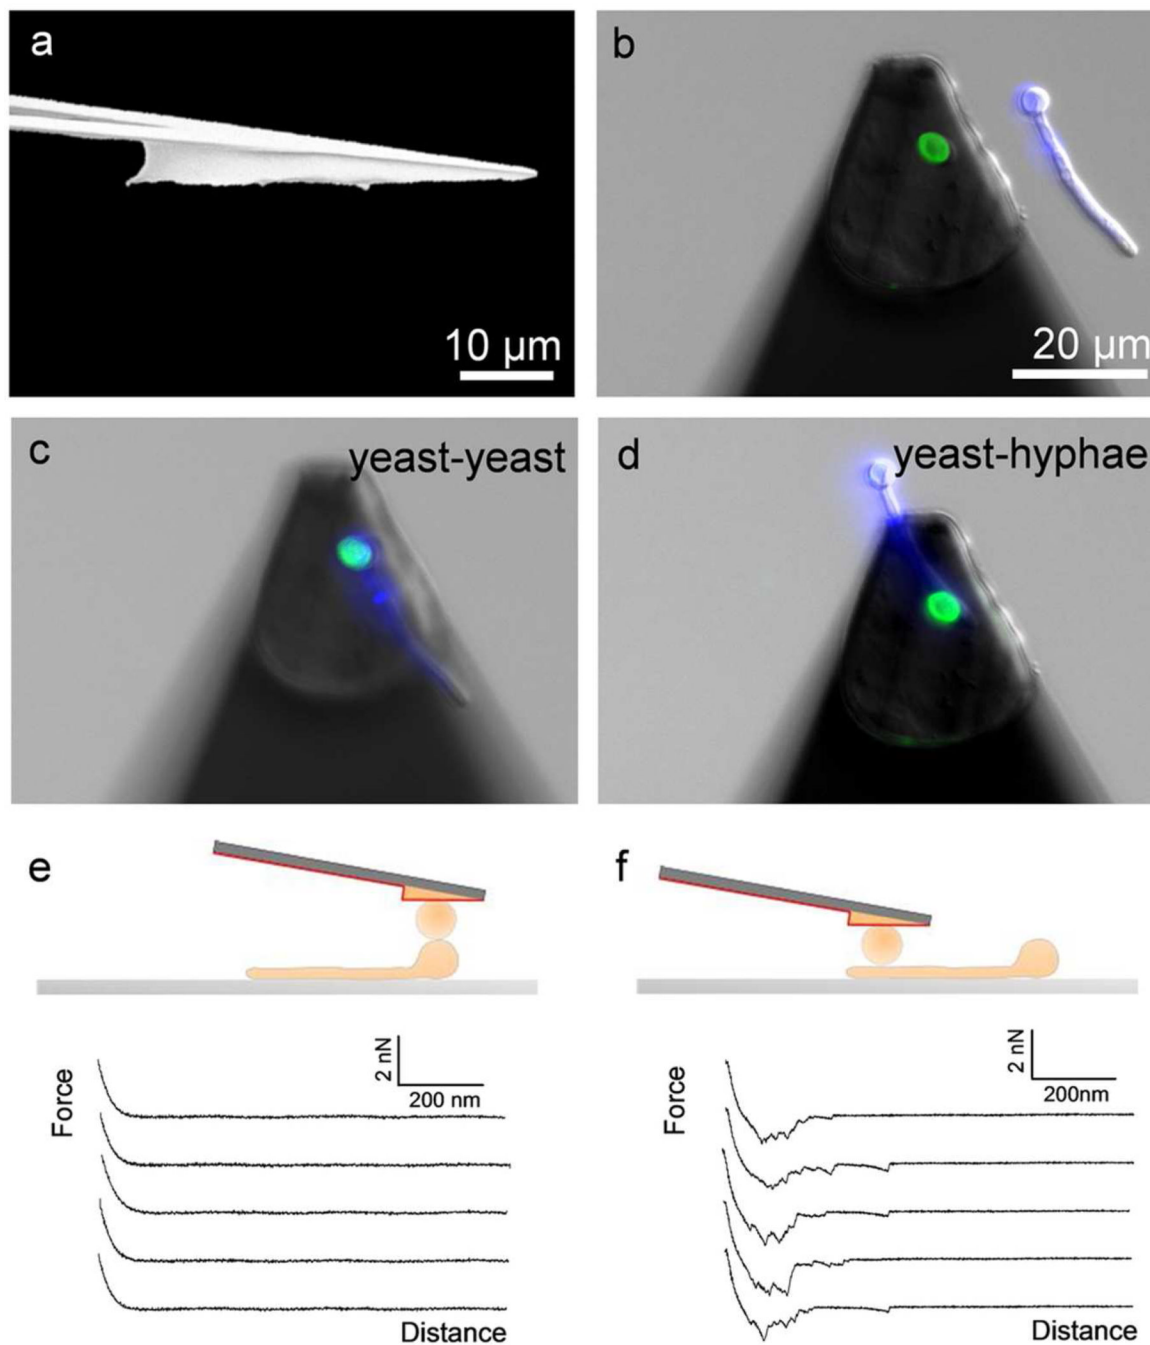 a
b
10 µm
20 µm
c
yeast-yeast
d
yeast-hyphae
e
f
2 nN
200 nm
Force
Distance
2 nN
200nm
Force
Distance